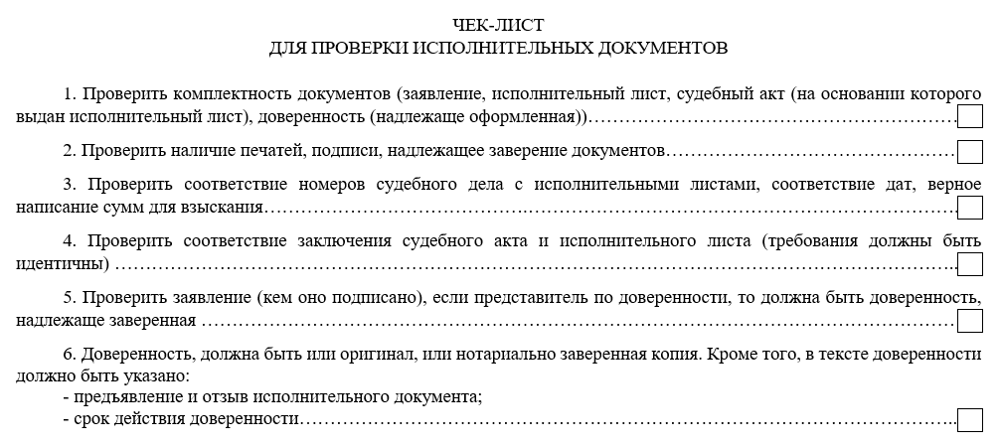 ЧЕК-ЛИСТ
ДЛЯ ПРОВЕРКИ ИСПОЛНИТЕЛЬНЫХ ДОКУМЕНТОВ
1. Проверить комплектность документов (заявление, исполнительный лист, судебный акт (на основании которого
выдан исполнительный лист), доверенность (надлежаще оформленная))…………………………………………
2. Проверить наличие печатей, подписи, надлежащее заверение документов………………………………
3. Проверить соответствие номеров судебного дела с исполнительными листами, соответствие дат, верное
написание сумм для взыскания……………………………………………………………………………….
4. Проверить соответствие заключения судебного акта и исполнительного листа (требования должны быть
идентичны) …………………………………………………………………………………………………..
5. Проверить заявление (кем оно подписано), если представитель по доверенности, то должна быть доверенность,
надлежаще заверенная ………………………………………………………………………………………
6. Доверенность, должна быть или оригинал, или нотариально заверенная копия. Кроме того, в тексте доверенности
должно быть указано:
- предъявление и отзыв исполнительного документа;
- срок действия доверенности…………………………………………………………………………..